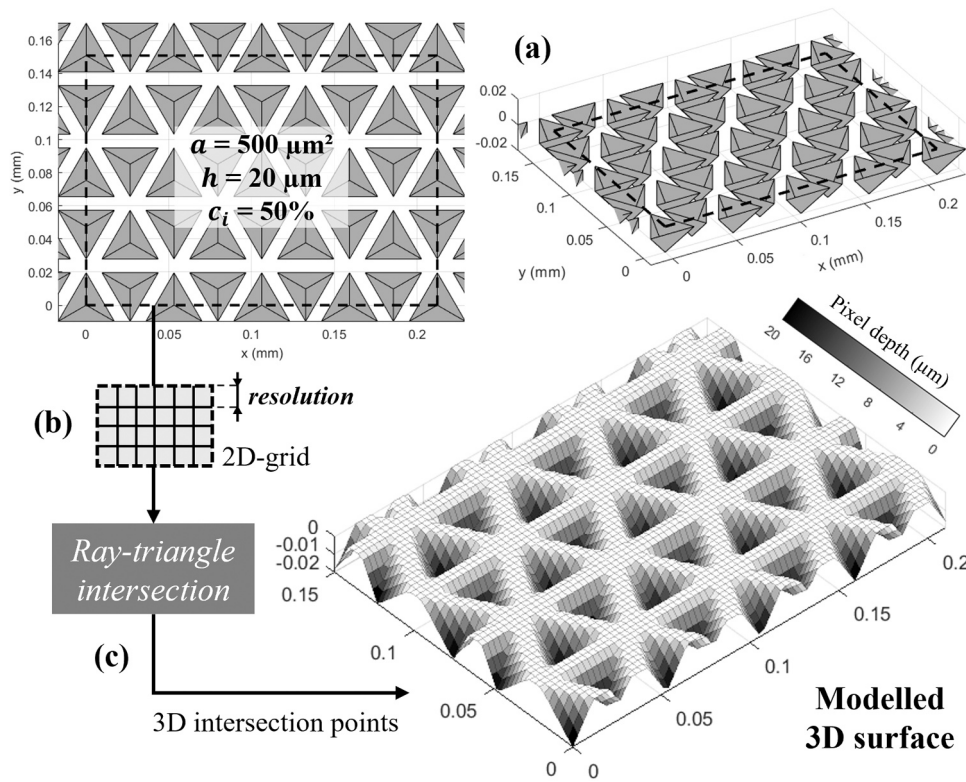 (a)
0.16
0.14
0.12
0.1
0.08
0.06
0.04
0.02
0
y (mm)
0
0.05
0.1
0.15
0.2
x (mm)
a = 500 µm²
h = 20 µm
c_i = 50%
0.02
0
-0.02
0.15
0.1
0.05
0
y (mm)
0
0.05
0.1
0.15
0.2
x (mm)
(b)
resolution
2D-grid
Ray-triangle
intersection
(c)
3D intersection points
Pixel depth (µm)
20
16
12
8
4
0
0
-0.01
-0.02
0.15
0.1
0.05
0
0
0.05
0.1
0.15
0.2
Modelled
3D surface